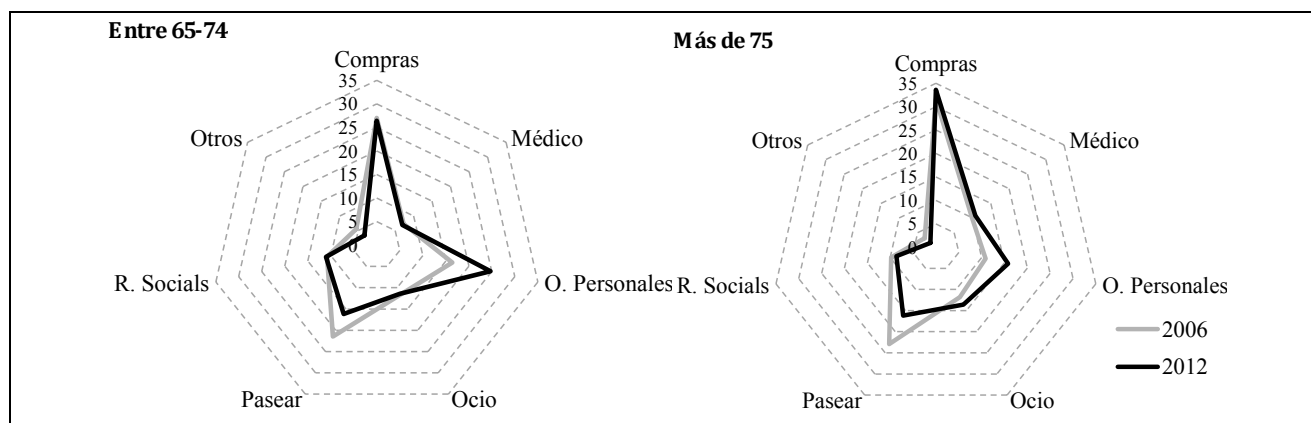 Entre 65-74
Compras
35
30
25
20
15
10
5
0
Médico
O. Personales
Ocio
Pasear
R. Socials
Otros
Más de 75
Compras
35
30
25
20
15
10
5
0
Médico
O. Personales
Ocio
Pasear
R. Socials
Otros
2006
2012